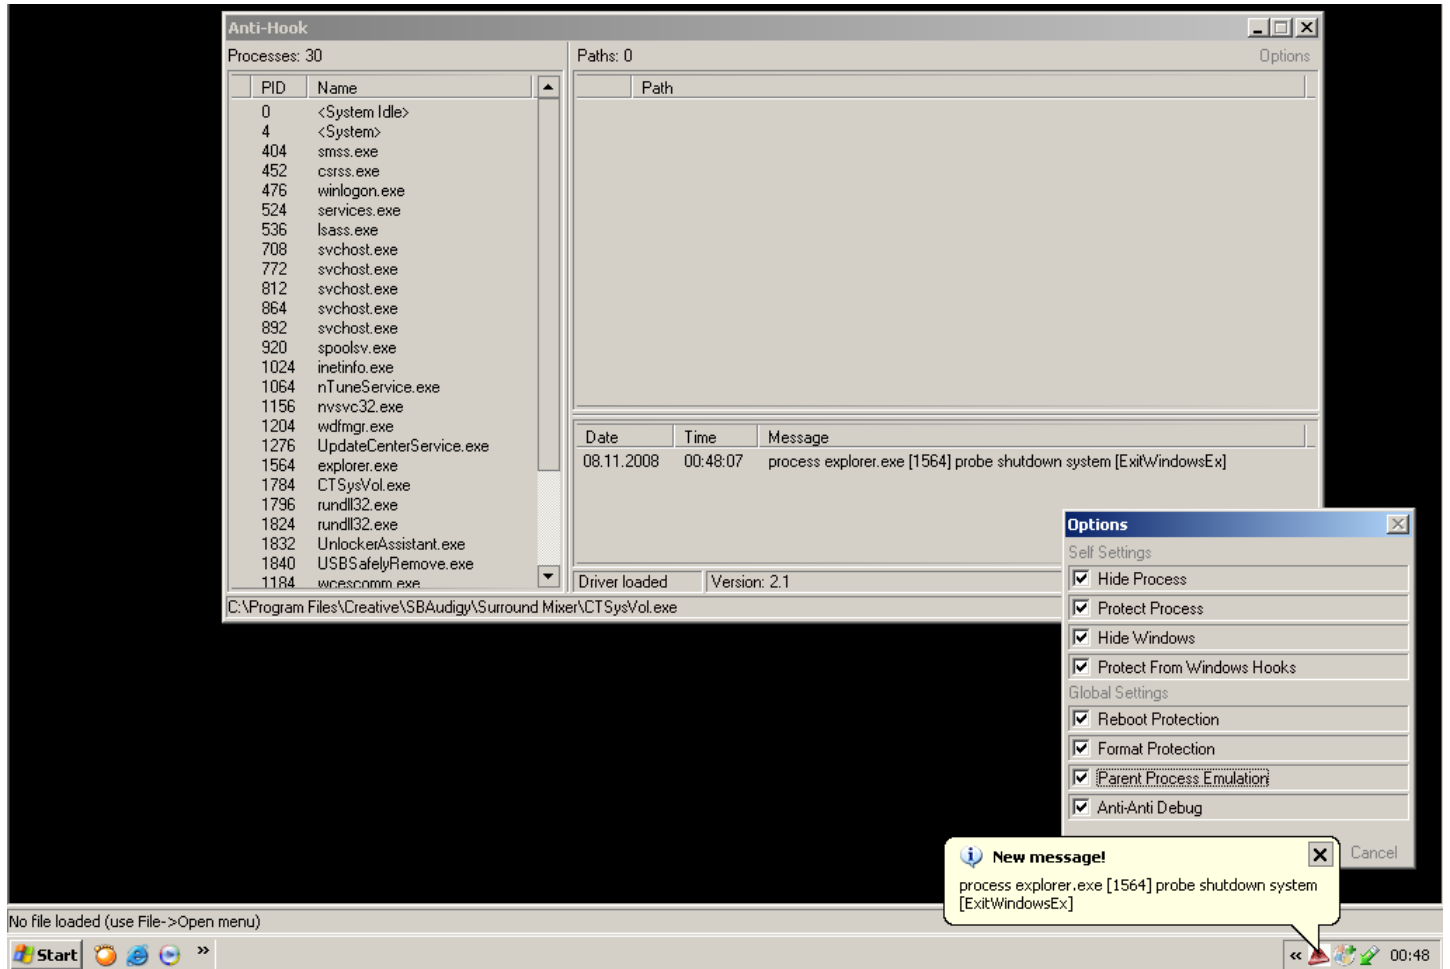 Anti-Hook
Processes: 30
Paths: 0
Options
PID Name
Path
0 <System Idle>
4 <System>
404 smss.exe
452 csrss.exe
476 winlogon.exe
524 services.exe
536 lsass.exe
708 svchost.exe
772 svchost.exe
812 svchost.exe
864 svchost.exe
892 svchost.exe
920 spoolsv.exe
1024 inetinfo.exe
1064 nTuneService.exe
1156 nvsvc32.exe
1204 wdfmgr.exe
1276 UpdateCenterService.exe
1564 explorer.exe
1784 CTSysVol.exe
1796 rundll32.exe
1824 rundll32.exe
1832 UnlockerAssistant.exe
1840 USBSafelyRemove.exe
1184 wcescomm.exe
Date Time Message
08.11.2008 00:48:07 process explorer.exe [1564] probe shutdown system [ExitWindowsEx]
Driver loaded Version: 2.1
C:\Program Files\Creative\SBAudigy\Surround Mixer\CTSysVol.exe
Options
Self Settings
Hide Process
Protect Process
Hide Windows
Protect From Windows Hooks
Global Settings
Reboot Protection
Format Protection
Parent Process Emulation
Anti-Anti Debug
Cancel
New message!
process explorer.exe [1564] probe shutdown system
[ExitWindowsEx]
No file loaded (use File->Open menu)
Start » « 00:48